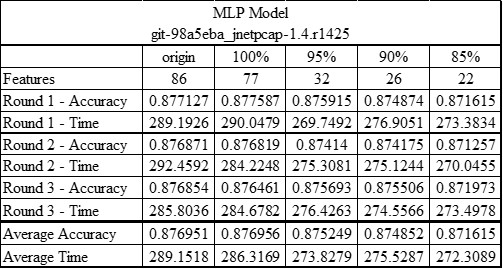 MLP Model
git-98a5eba_jnetpcap-1.4.r1425
origin 100% 95% 90% 85%
Features 86 77 32 26 22
Round 1 - Accuracy 0.877127 0.877587 0.875915 0.874874 0.871615
Round 1 - Time 289.1926 290.0479 269.7492 276.9051 273.3834
Round 2 - Accuracy 0.876871 0.876819 0.87414 0.874175 0.871257
Round 2 - Time 292.4592 284.2248 275.3081 275.1244 270.0455
Round 3 - Accuracy 0.876854 0.876461 0.875693 0.875506 0.871973
Round 3 - Time 285.8036 284.6782 276.4263 274.5566 273.4978
Average Accuracy 0.876951 0.876956 0.875249 0.874852 0.871615
Average Time 289.1518 286.3169 273.8279 275.5287 272.3089